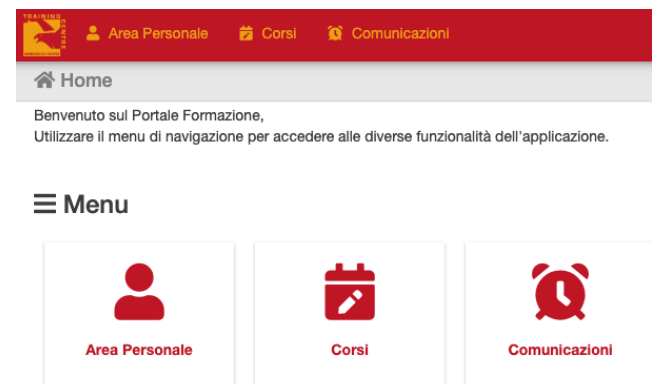 TRAINING
CENTRE
Area Personale
Corsi
Comunicazioni
Home
Benvenuto sul Portale Formazione,
Utilizzare il menu di navigazione per accedere alle diverse funzionalità dell'applicazione.
Menu
Area Personale
Corsi
Comunicazioni